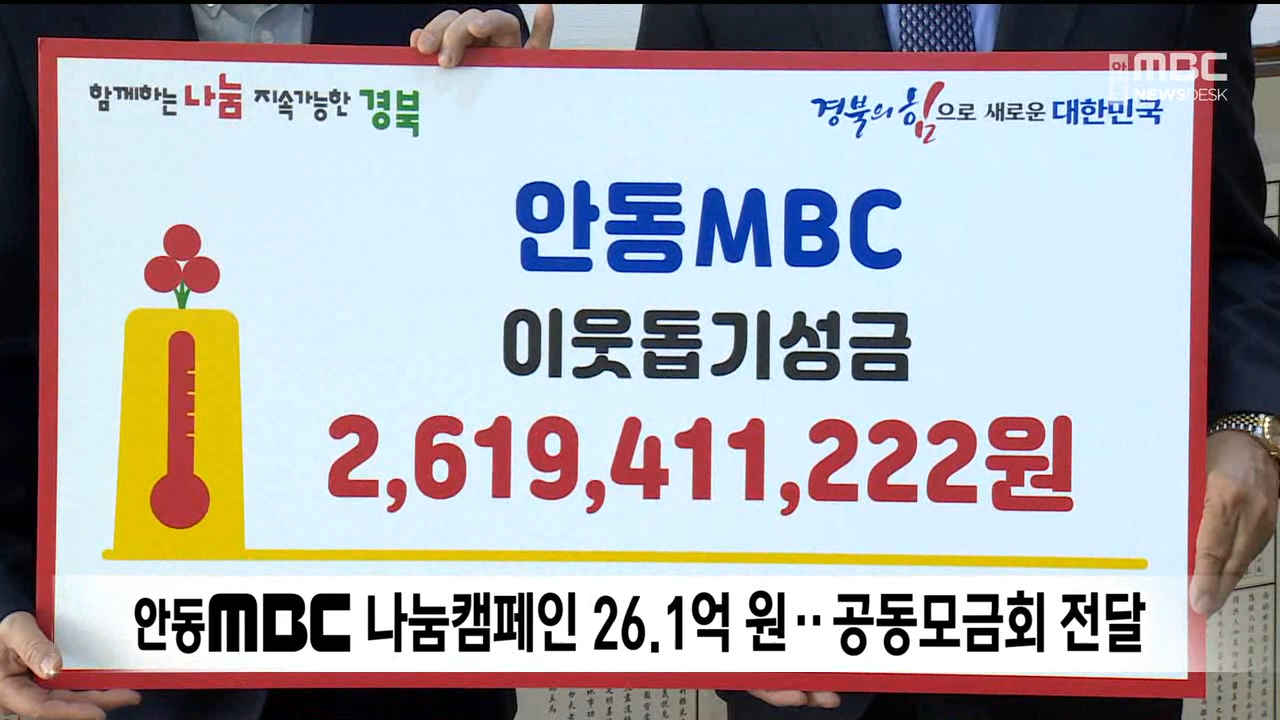 함께하는 나눔 지속가능한 경북
경북의 힘으로 새로운 대한민국
MBC
NEWSDESK
안동MBC
이웃돕기성금
2,619,411,222원
안동MBC 나눔캠페인 26.1억 원‥공동모금회 전달